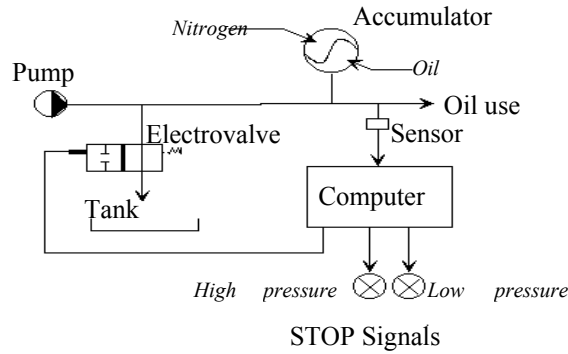 Accumulator
Nitrogen
Oil
Pump
Oil use
Electrovalve
Sensor
Computer
Tank
High pressure
Low pressure
STOP Signals